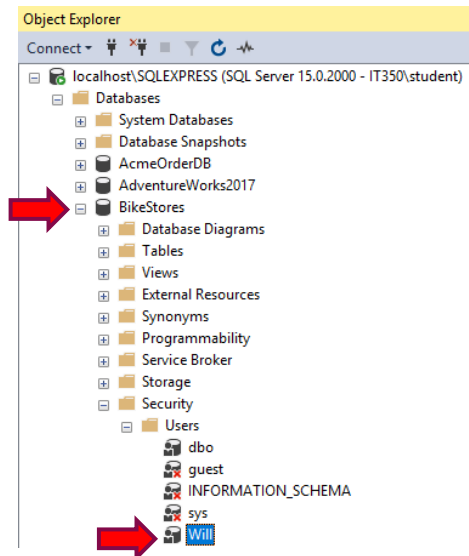 Object Explorer
Connect
localhost\SQLEXPRESS (SQL Server 15.0.2000 - IT350\student)
Databases
System Databases
Database Snapshots
AcmeOrderDB
AdventureWorks2017
BikeStores
Database Diagrams
Tables
Views
External Resources
Synonyms
Programmability
Service Broker
Storage
Security
Users
dbo
guest
INFORMATION_SCHEMA
sys
Will